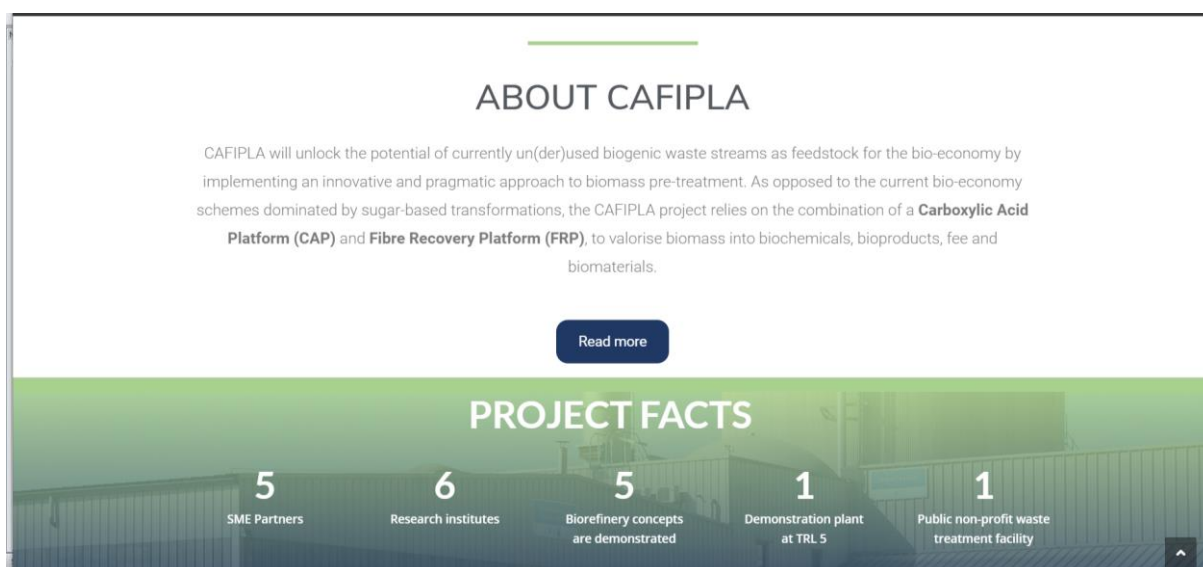 ABOUT CAFIPLA
CAFIPLA will unlock the potential of currently un(der)used biogenic waste streams as feedstock for the bio-economy by
implementing an innovative and pragmatic approach to biomass pre-treatment. As opposed to the current bio-economy
schemes dominated by sugar-based transformations, the CAFIPLA project relies on the combination of a Carboxylic Acid
Platform (CAP) and Fibre Recovery Platform (FRP), to valorise biomass into biochemicals, bioproducts, fee and
biomaterials.
Read more
PROJECT FACTS
5
SME Partners
6
Research institutes
5
Biorefinery concepts
are demonstrated
1
Demonstration plant
at TRL 5
1
Public non-profit waste
treatment facility